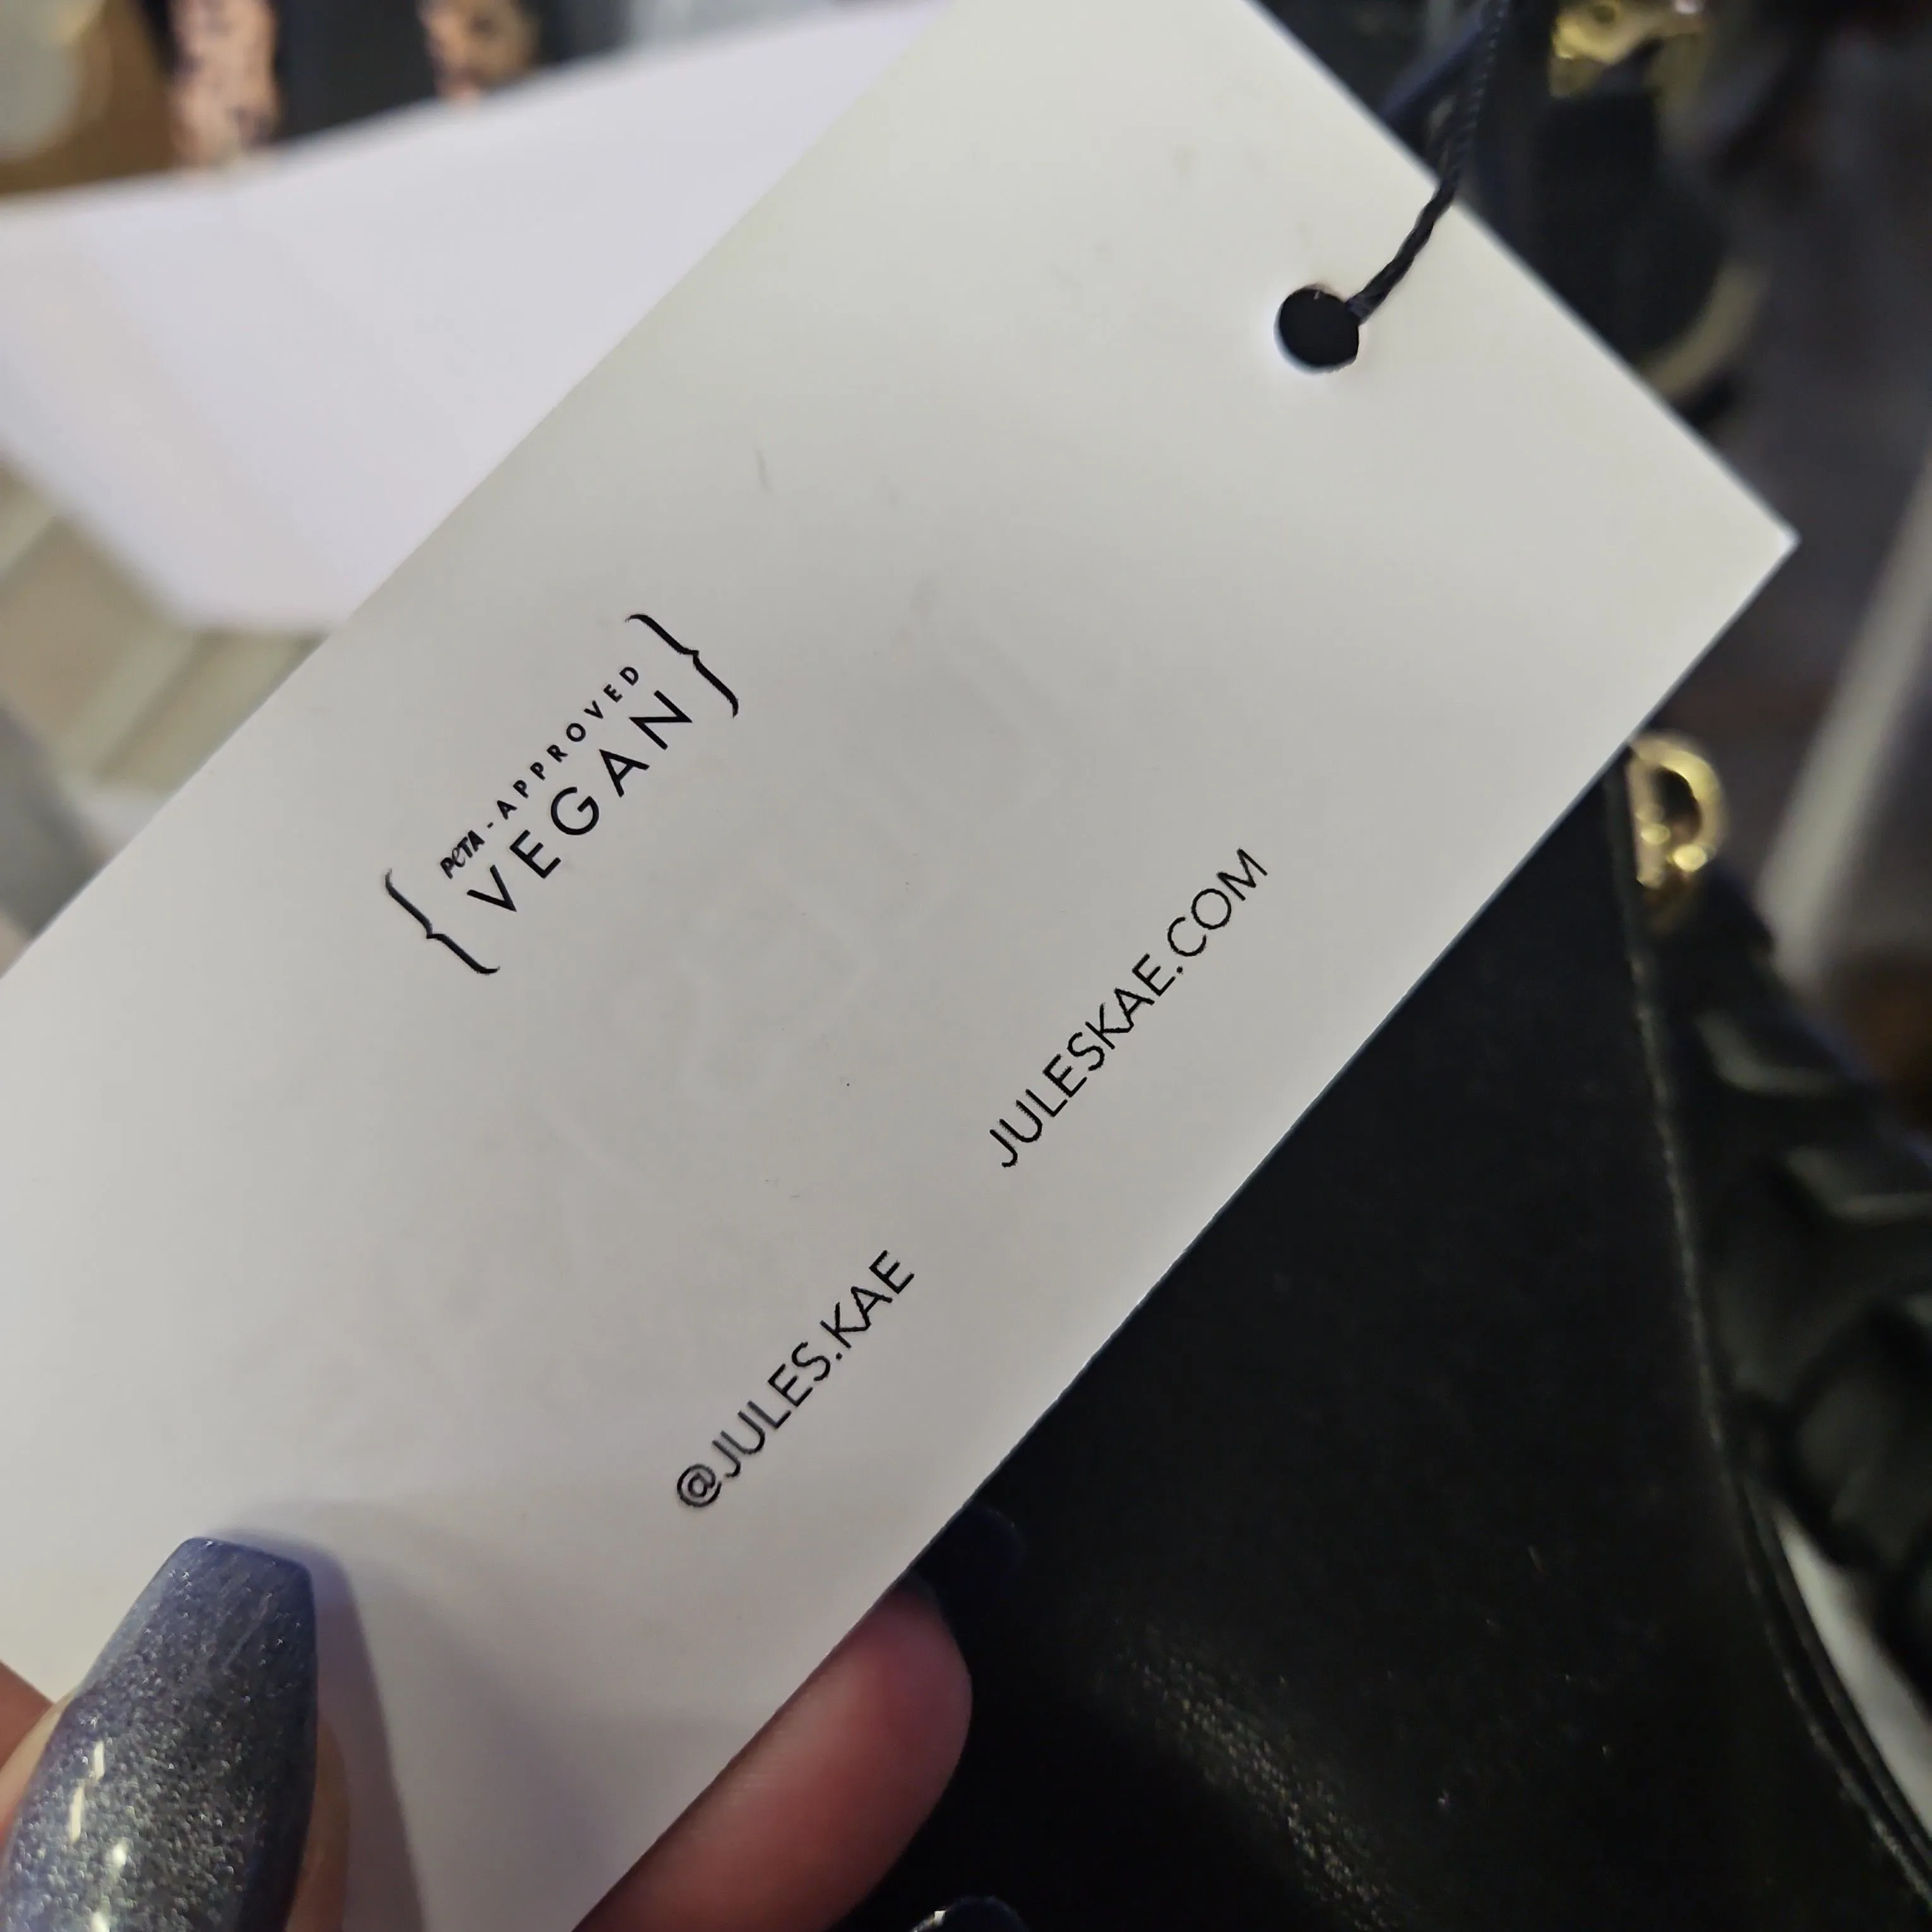 { PETA-APPROVED
VEGAN }
@JULES.KAE
JULESKAE.COM